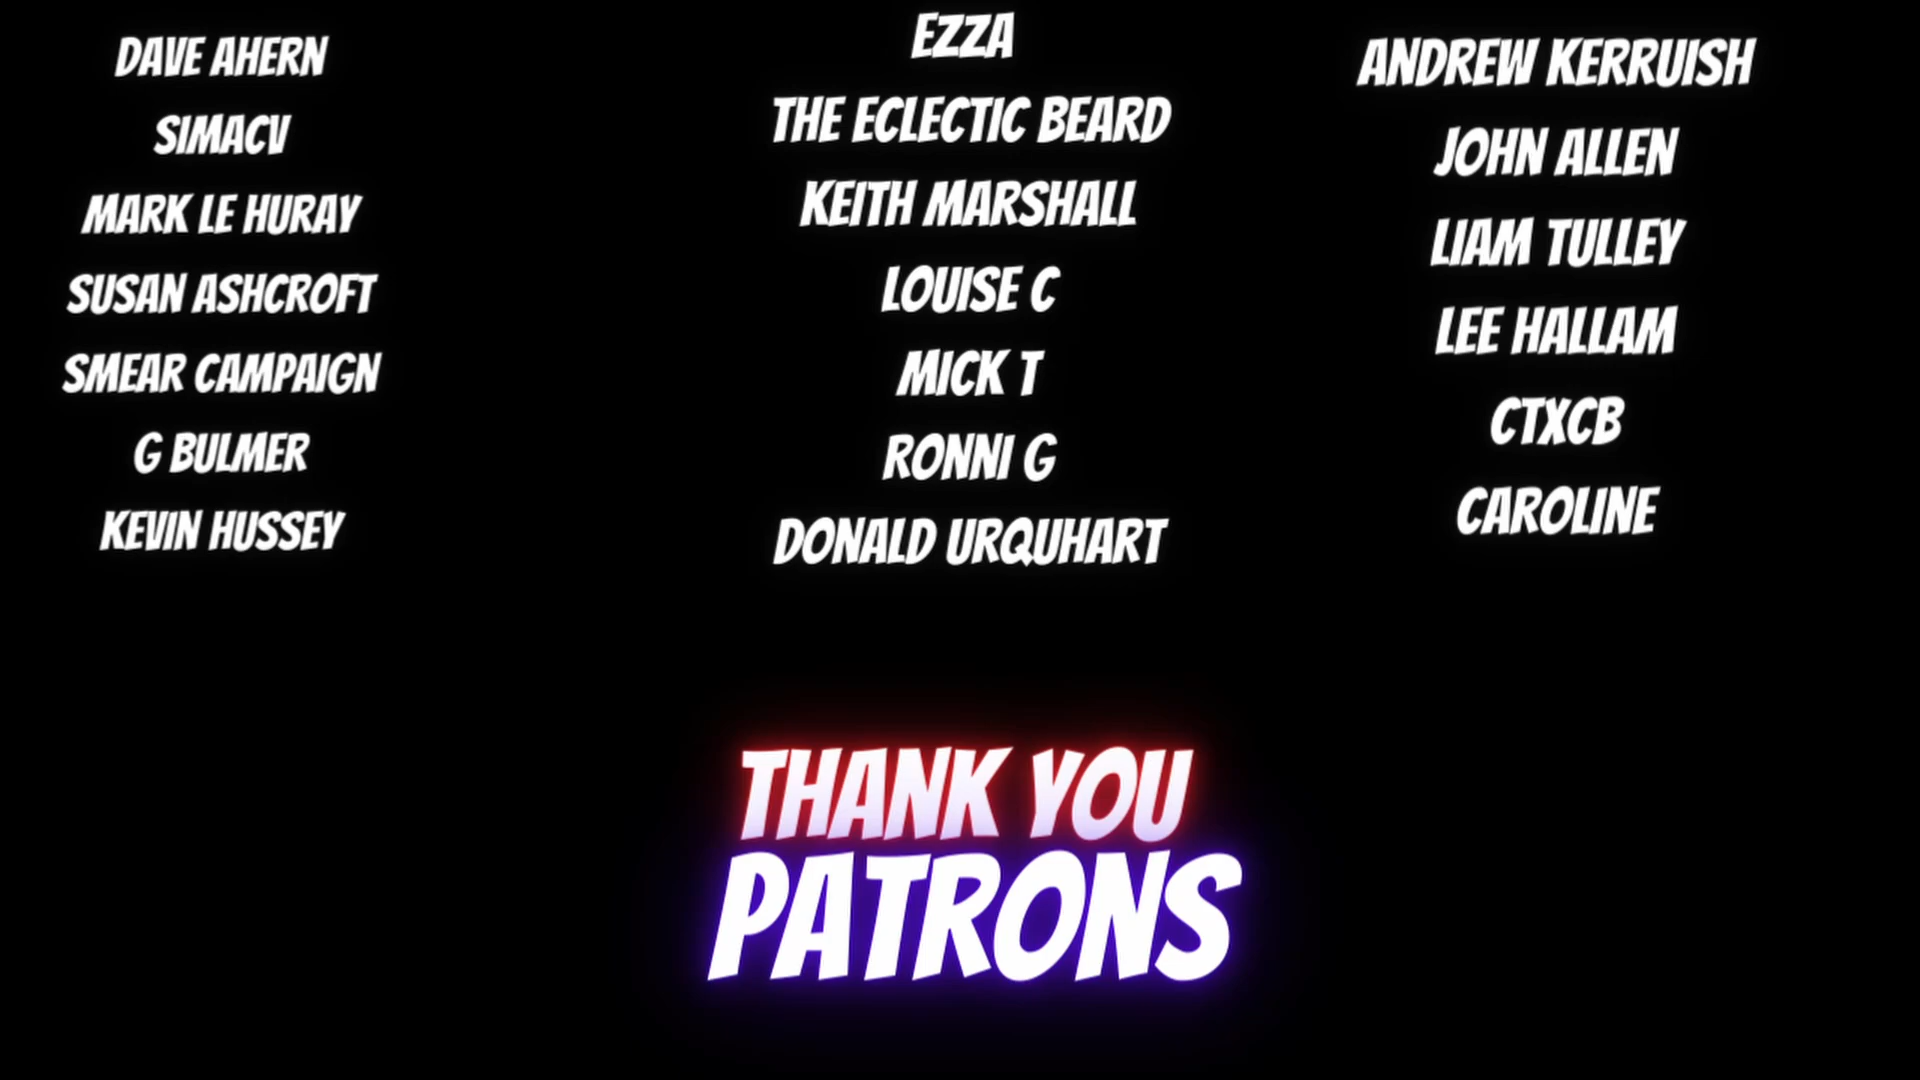 DAVE AHERN
SIMACV
MARK LE HURAY
SUSAN ASHCROFT
SMEAR CAMPAIGN
G BULMER
KEVIN HUSSEY
EZZA
THE ECLECTIC BEARD
KEITH MARSHALL
LOUISE C
MICK T
RONNI G
DONALD URQUHART
ANDREW KERRUISH
JOHN ALLEN
LIAM TULLEY
LEE HALLAM
CTXCB
CAROLINE
THANK YOU
PATRONS